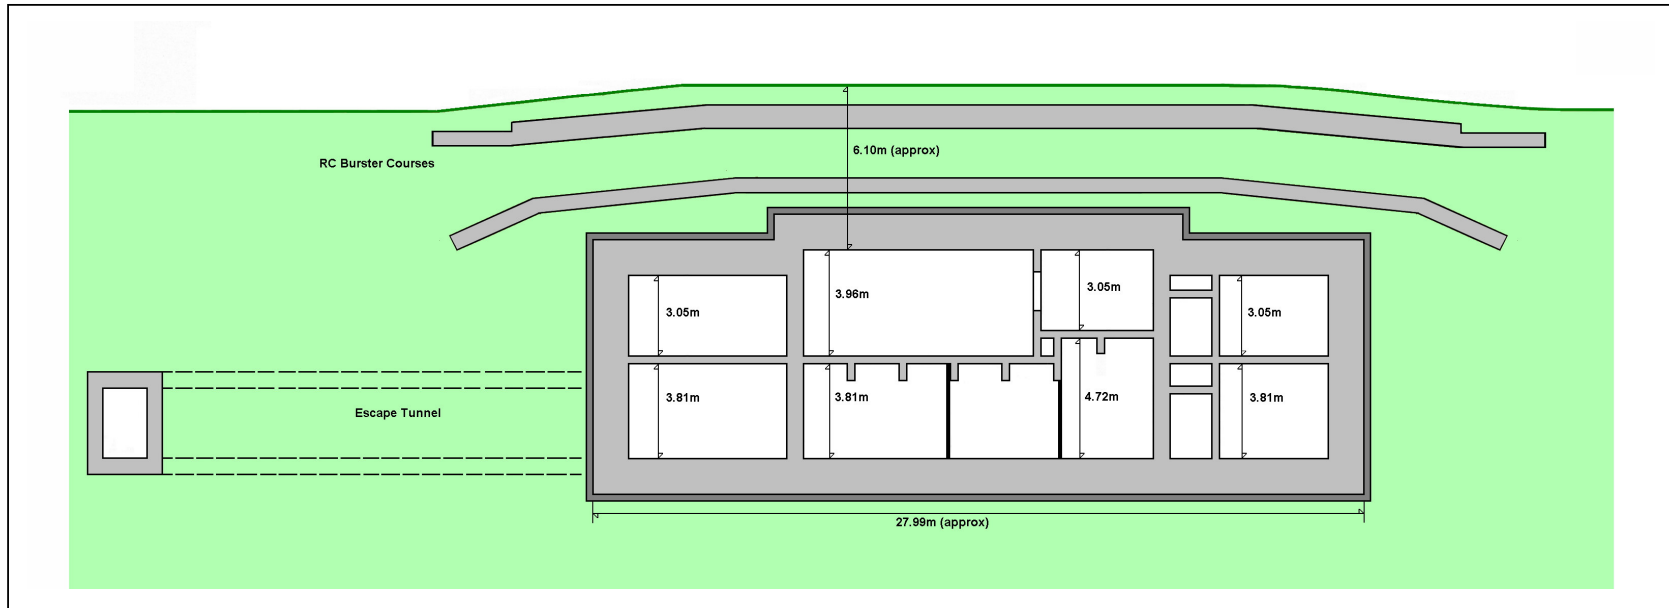 6.10m (approx)
RC Burster Courses
3.96m
3.05m
3.05m
3.05m
3.81m
3.81m
4.72m
3.81m
Escape Tunnel
27.99m (approx)